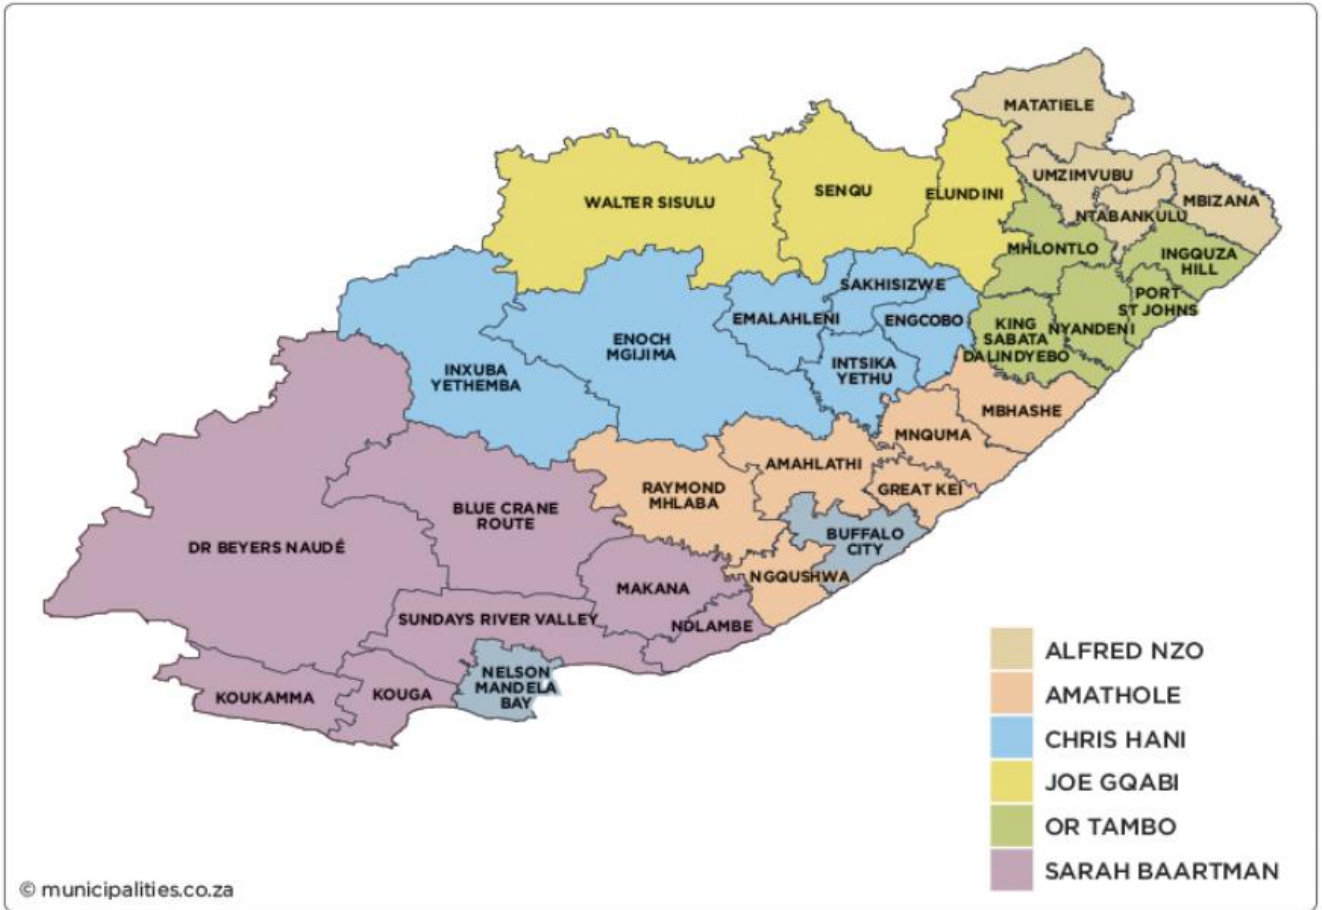 MATATIELE
UMZIMVUBU
MBIZANA
NTABANKULU
WALTER SISULU
SENQU
ELUNDINI
MHLONTLO
INGQUZA
HILL
SAKHISIZWE
PORT
ST JOHNS
EMALAHLENI
ENGCOBO
KING
SABATA
DALINDYEBO
NYANDENI
ENOCH
MGIJIMA
INXUBA
YETHEMBA
INTSIKA
YETHU
MBHASHE
MNQUMA
AMAHLATHI
GREAT KEI
RAYMOND
MHLABA
BLUE CRANE
ROUTE
BUFFALO
CITY
DR BEYERS NAUDÉ
NGQUSHWA
MAKANA
SUNDAYS RIVER VALLEY
NDLAMBE
NELSON
MANDELA
BAY
KOUKAMMA
KOUGA
ALFRED NZO
AMATHOLE
CHRIS HANI
JOE GQABI
OR TAMBO
SARAH BAARTMAN
© municipalities.co.za